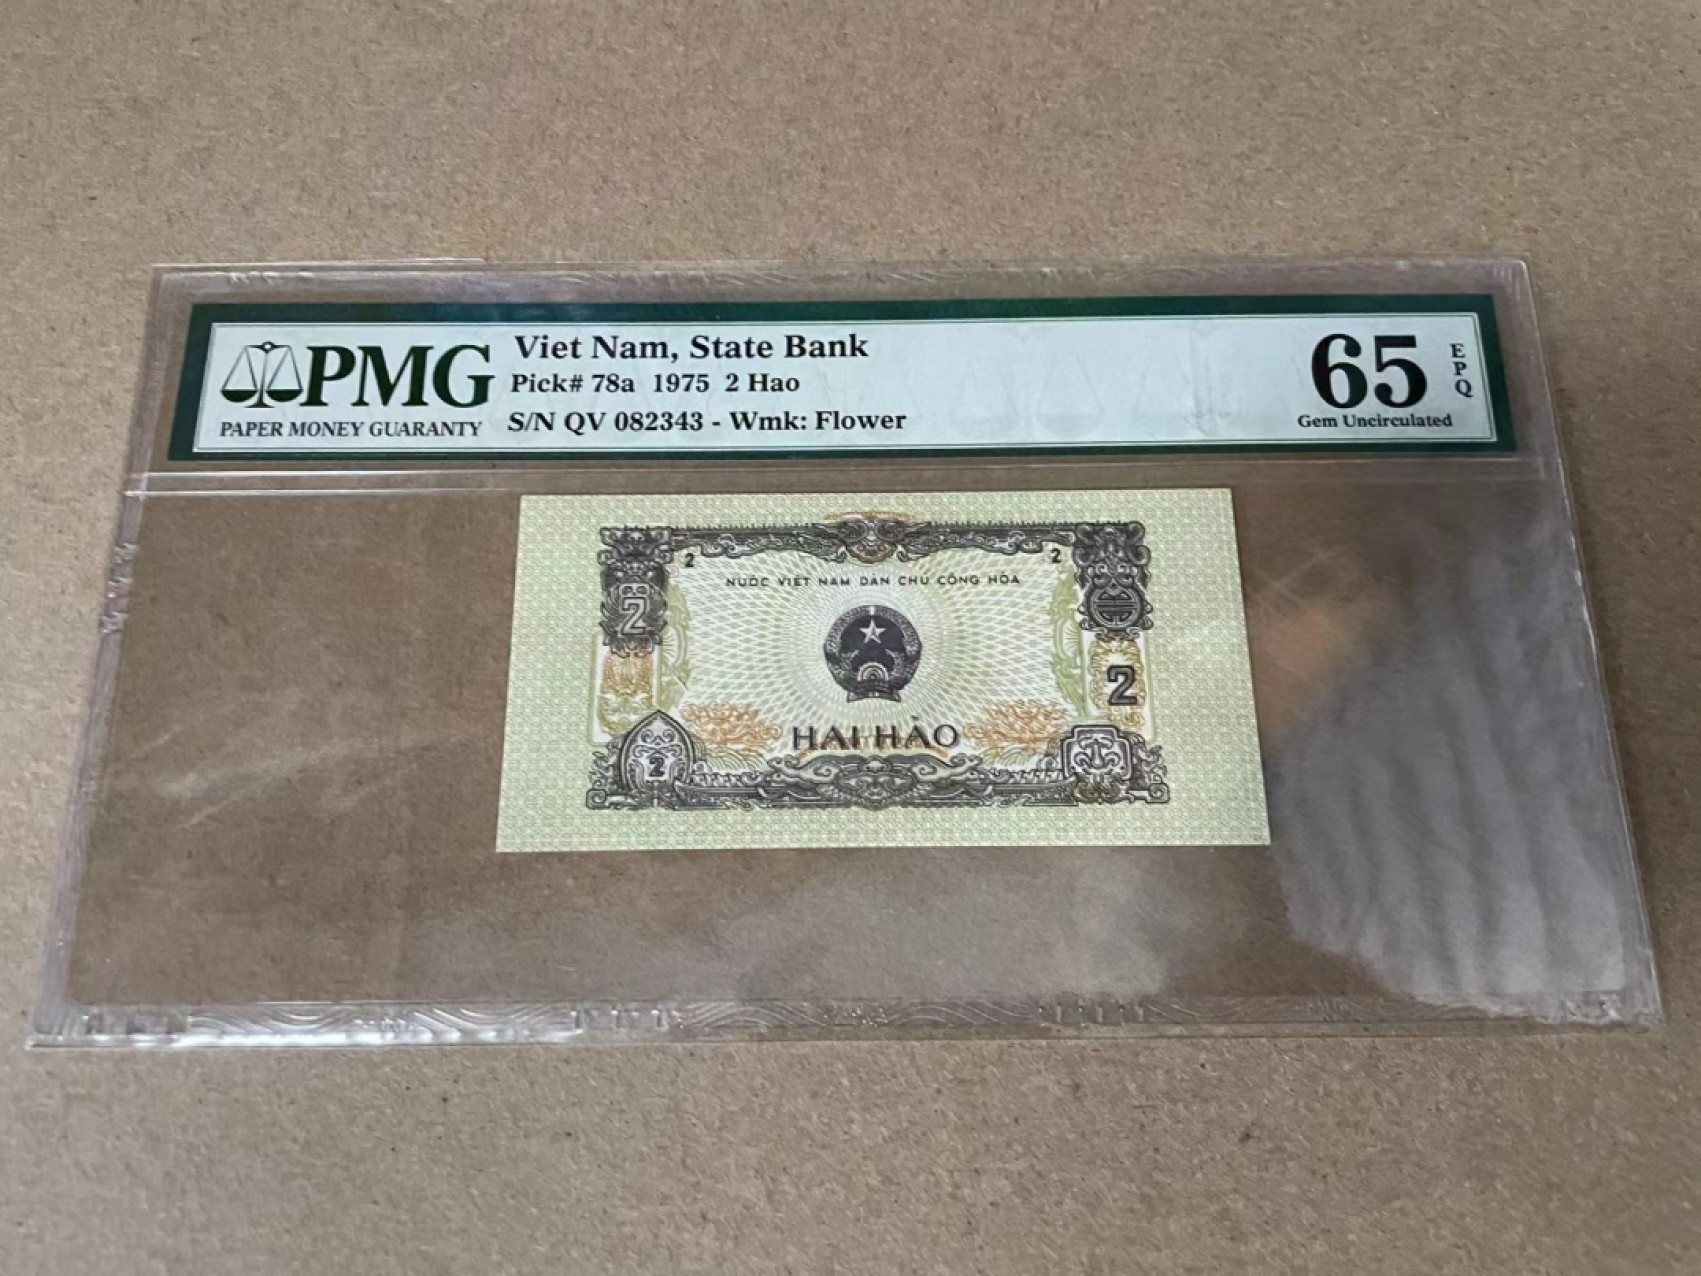 PMG
PAPER MONEY GUARANTY
Viet Nam, State Bank
Pick# 78a 1975 2 Hao
S/N QV 082343 - Wmk: Flower
65
EPQ
Gem Uncirculated
2 2
NƯỚC VIỆT NAM DÂN CHỦ CỘNG HÒA
2
2
HAI HÀO
2